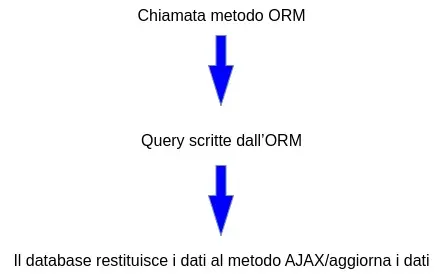 Chiamata metodo ORM
Query scritte dall’ORM
Il database restituisce i dati al metodo AJAX/aggiorna i dati